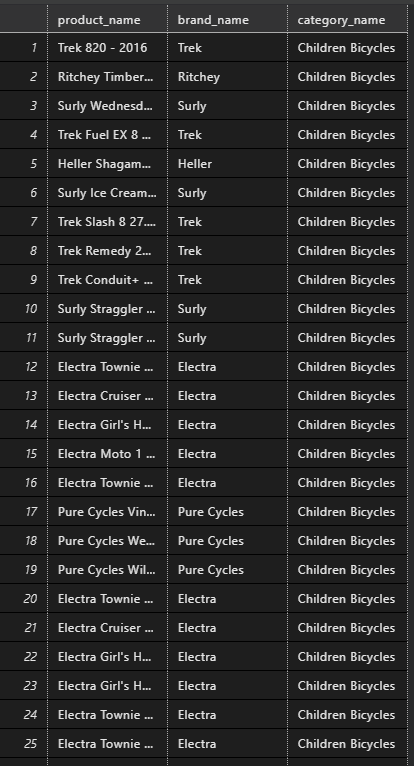 product_name brand_name category_name
1 Trek 820 - 2016 Trek Children Bicycles
2 Ritchey Timber... Ritchey Children Bicycles
3 Surly Wednesd... Surly Children Bicycles
4 Trek Fuel EX 8 ... Trek Children Bicycles
5 Heller Shagam... Heller Children Bicycles
6 Surly Ice Cream... Surly Children Bicycles
7 Trek Slash 8 27.... Trek Children Bicycles
8 Trek Remedy 2... Trek Children Bicycles
9 Trek Conduit+ ... Trek Children Bicycles
10 Surly Straggler ... Surly Children Bicycles
11 Surly Straggler ... Surly Children Bicycles
12 Electra Townie ... Electra Children Bicycles
13 Electra Cruiser ... Electra Children Bicycles
14 Electra Girl's H... Electra Children Bicycles
15 Electra Moto 1 ... Electra Children Bicycles
16 Electra Townie ... Electra Children Bicycles
17 Pure Cycles Vin... Pure Cycles Children Bicycles
18 Pure Cycles We... Pure Cycles Children Bicycles
19 Pure Cycles Wil... Pure Cycles Children Bicycles
20 Electra Townie ... Electra Children Bicycles
21 Electra Cruiser ... Electra Children Bicycles
22 Electra Girl's H... Electra Children Bicycles
23 Electra Girl's H... Electra Children Bicycles
24 Electra Townie ... Electra Children Bicycles
25 Electra Townie ... Electra Children Bicycles